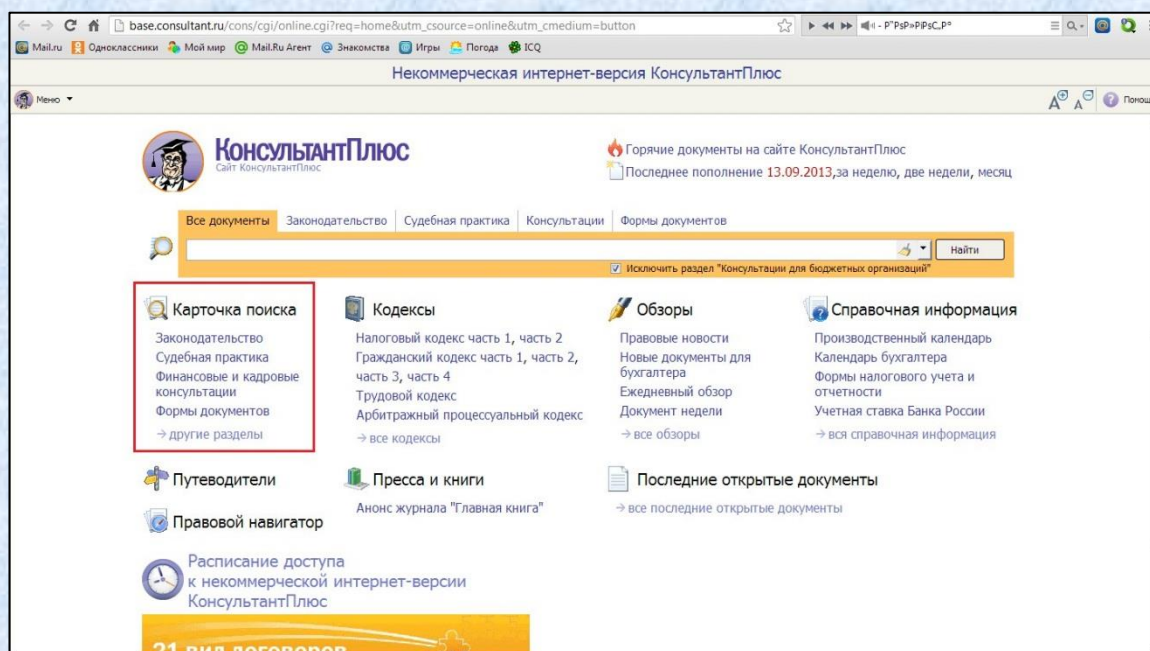 base.consultant.ru/cons/cgi/online.cgi?req=home&utm_csource=online&utm_cmedium=button
- Р"РsР»РіРsС‚Р°
Mail.ru Одноклассники Мой мир Mail.Ru Агент Знакомства Игры Погода ICQ
Некоммерческая интернет-версия КонсультантПлюс
Меню
КонсультантПлюс
Сайт КонсультантПлюс
Горячие документы на сайте КонсультантПлюс
Последнее пополнение 13.09.2013,за неделю, две недели, месяц
Все документы Законодательство Судебная практика Консультации Формы документов
Найти
Исключить раздел "Консультации для бюджетных организаций"
Карточка поиска
Законодательство
Судебная практика
Финансовые и кадровые
консультации
Формы документов
→ другие разделы
Кодексы
Налоговый кодекс часть 1, часть 2
Гражданский кодекс часть 1, часть 2,
часть 3, часть 4
Трудовой кодекс
Арбитражный процессуальный кодекс
→ все кодексы
Обзоры
Правовые новости
Новые документы для
бухгалтера
Ежедневный обзор
Документ недели
→ все обзоры
Справочная информация
Производственный календарь
Календарь бухгалтера
Формы налогового учета и
отчетности
Учетная ставка Банка России
→ вся справочная информация
Путеводители
Правовой навигатор
Пресса и книги
Анонс журнала "Главная книга"
Последние открытые документы
→ все последние открытые документы
Расписание доступа
к некоммерческой интернет-версии
КонсультантПлюс
21 вид договоров